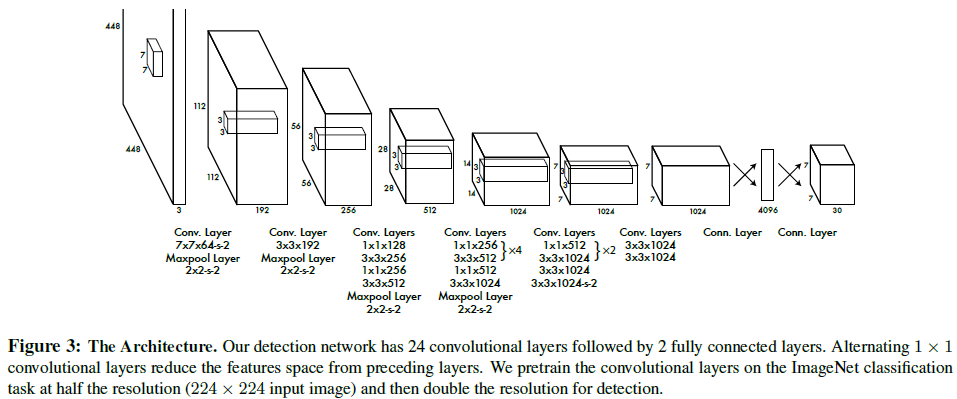 448
7
7
448
3
112
3
3
112
192
56
3
3
56
256
28
3
3
28
512
14
3
3
14
1024
7
3
3
7
1024
7
7
1024
4096
7
7
30
Conv. Layer
7x7x64-s-2
Maxpool Layer
2x2-s-2
Conv. Layer
3x3x192
Maxpool Layer
2x2-s-2
Conv. Layers
1x1x128
3x3x256
1x1x256
3x3x512
Maxpool Layer
2x2-s-2
Conv. Layers
1x1x256
3x3x512
}×4
1x1x512
3x3x1024
Maxpool Layer
2x2-s-2
Conv. Layers
1x1x512
3x3x1024
}×2
3x3x1024
3x3x1024-s-2
Conv. Layers
3x3x1024
3x3x1024
Conn. Layer
Conn. Layer
Figure 3: The Architecture. Our detection network has 24 convolutional layers followed by 2 fully connected layers. Alternating 1 × 1
convolutional layers reduce the features space from preceding layers. We pretrain the convolutional layers on the ImageNet classification
task at half the resolution (224 × 224 input image) and then double the resolution for detection.